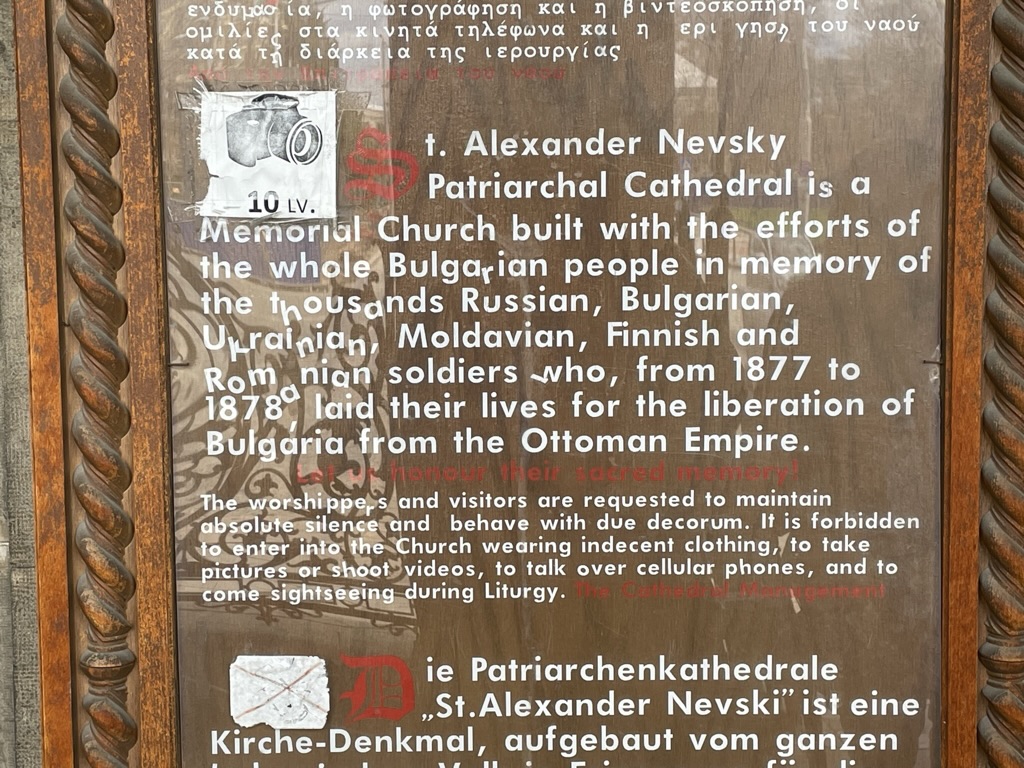 ενδυμασία, η φωτογράφηση και η βιντεοσκόπηση, οι
ομιλίες στα κινητά τηλέφωνα και η ερι γηση του ναού
κατά τη διάρκεια της ιερουργίας
10 LV.
St. Alexander Nevsky
Patriarchal Cathedral is a
Memorial Church built with the efforts of
the whole Bulgarian people in memory of
the thousands Russian, Bulgarian,
Ukrainian, Moldavian, Finnish and
Romanian soldiers who, from 1877 to
1878, laid their lives for the liberation of
Bulgaria from the Ottoman Empire.
Let us honour their sacred memory!
The worshippers and visitors are requested to maintain
absolute silence and behave with due decorum. It is forbidden
to enter into the Church wearing indecent clothing, to take
pictures or shoot videos, to talk over cellular phones, and to
come sightseeing during Liturgy. The Cathedral Management
Die Patriarchenkathedrale
„St.Alexander Nevski” ist eine
Kirche-Denkmal, aufgebaut vom ganzen